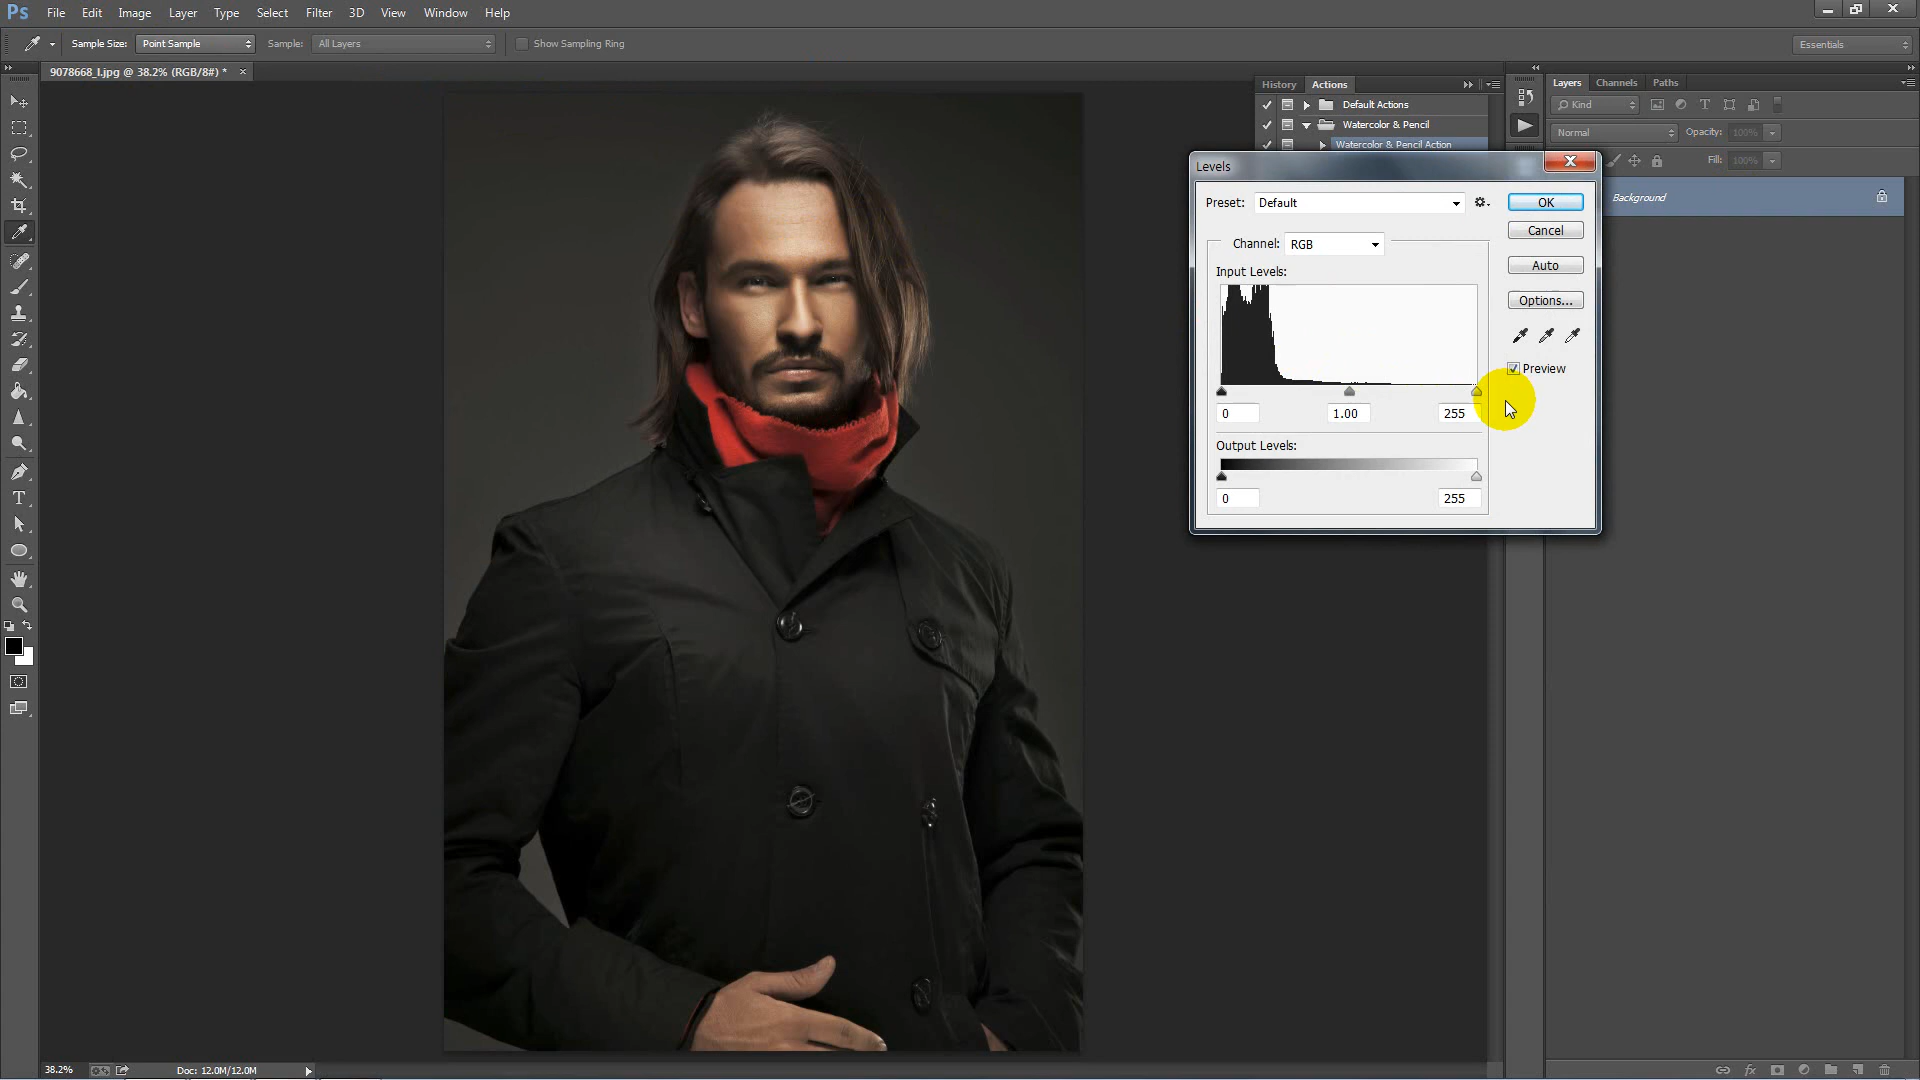 Ps File Edit Image Layer Type Select Filter 3D View Window Help
Sample Size: Point Sample Sample: All Layers Show Sampling Ring Essentials
9078668_l.jpg @ 38.2% (RGB/8#) * ×
History Actions
Default Actions
Watercolor & Pencil
Watercolor & Pencil Action
Layers Channels Paths
Kind
Normal Opacity: 100%
Fill: 100%
Background
Levels
Preset: Default OK
Cancel
Channel: RGB
Auto
Input Levels:
Options...
Preview
0 1.00 255
Output Levels:
0 255
T
38.2% Doc: 12.0M/12.0M
fx